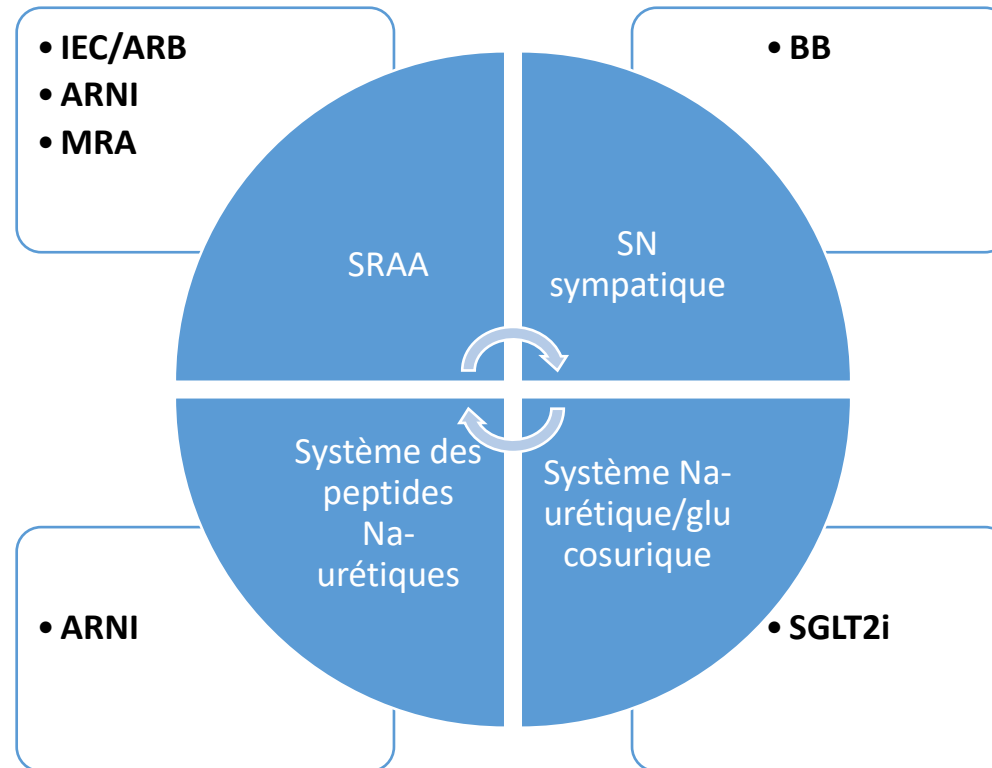 • IEC/ARB
• ARNI
• MRA
• BB
SRAA
SN
sympatique
Système des
peptides
Na-
urétiques
Système Na-
urétique/glu
cosurique
• ARNI
• SGLT2i